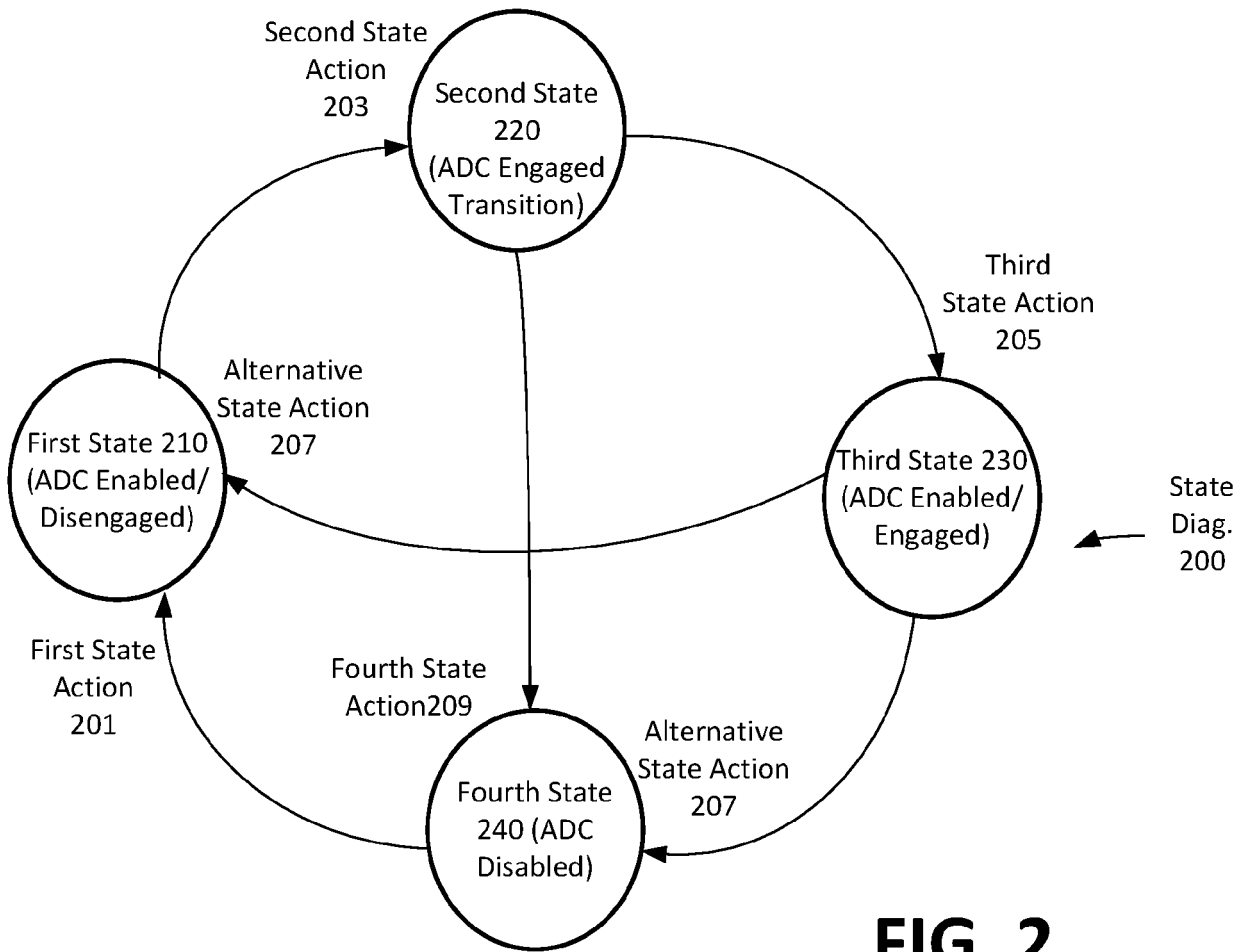 Second State
Action
203
Second State
220
(ADC Engaged
Transition)
Third
State Action
205
Alternative
State Action
207
First State 210
(ADC Enabled/
Disengaged)
Third State 230
(ADC Enabled/
Engaged)
State
Diag.
200
First State
Action
201
Fourth State
Action209
Alternative
State Action
207
Fourth State
240 (ADC
Disabled)
FIG. 2